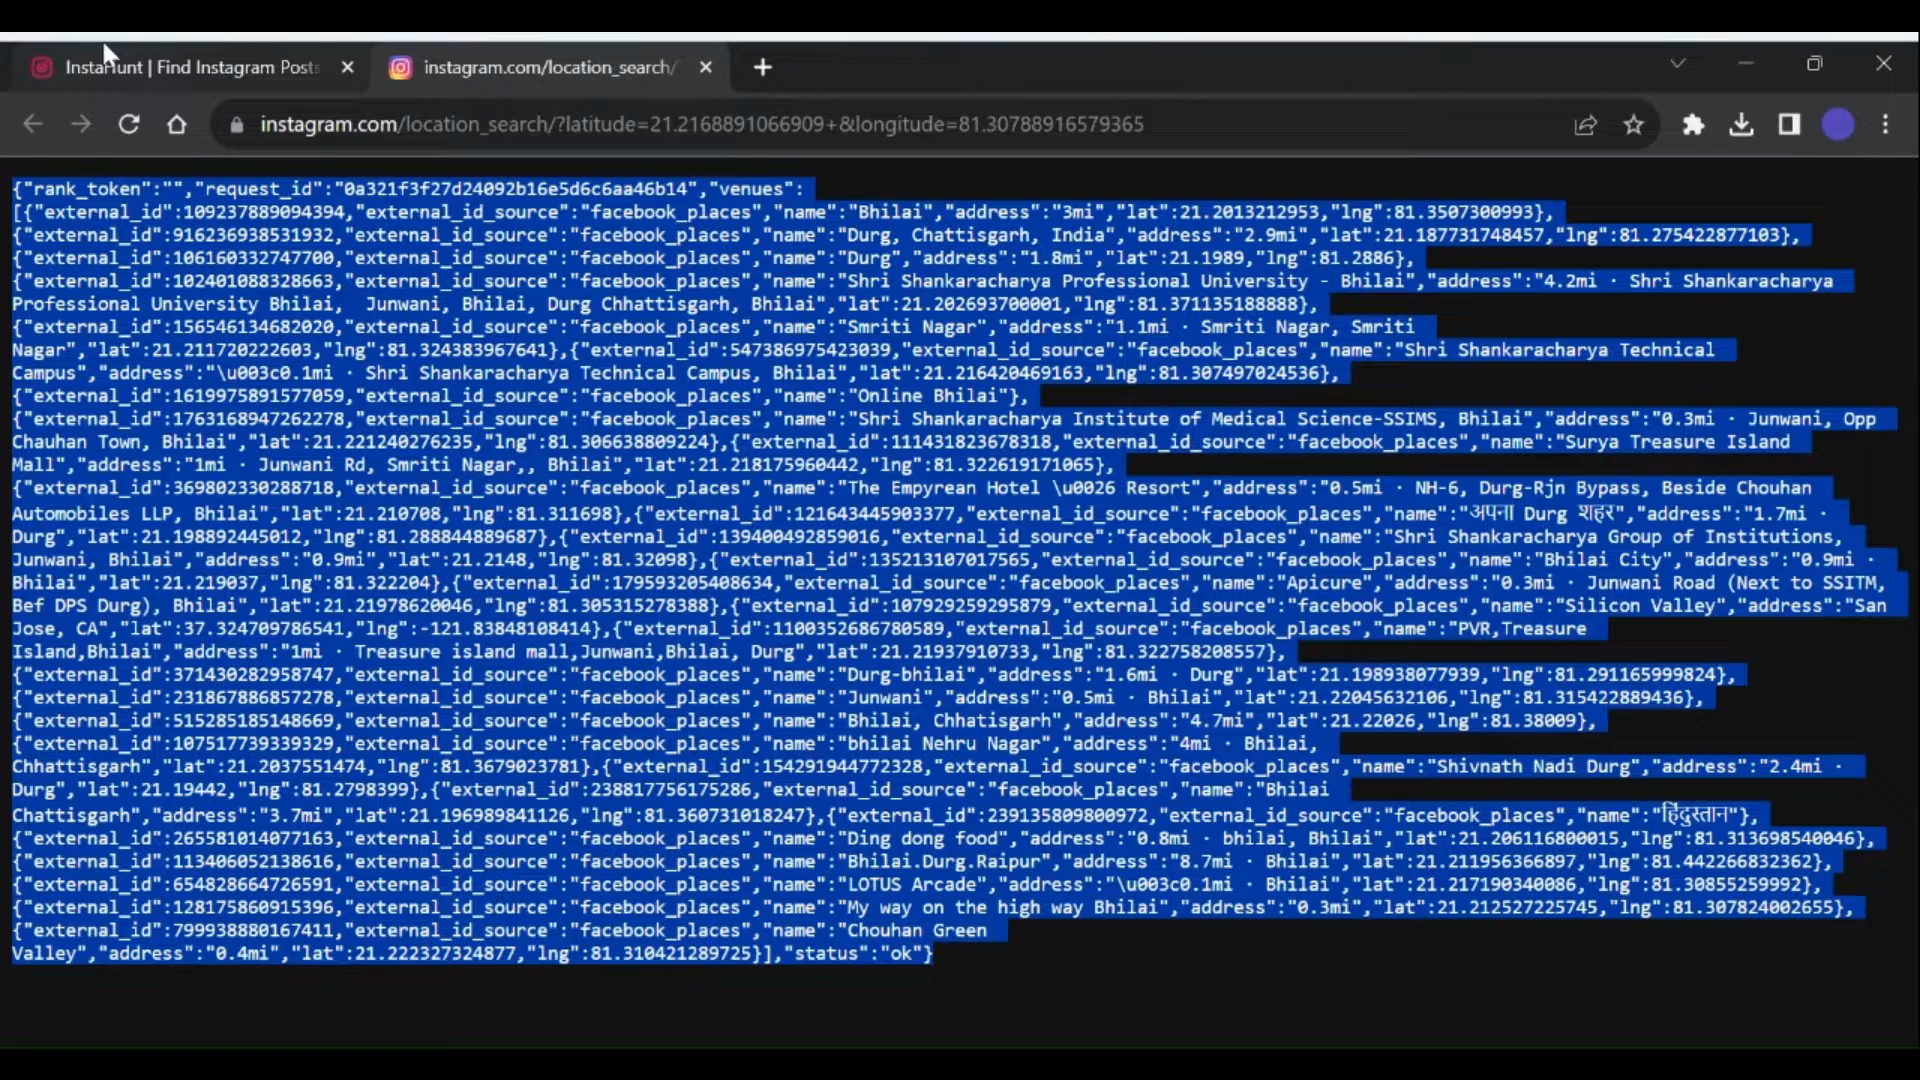 InstaHunt | Find Instagram Posts
instagram.com/location_search/
instagram.com/location_search/?latitude=21.2168891066909+&longitude=81.30788916579365
{"rank_token":"","request_id":"0a321f3f27d24092b16e5d6c6aa46b14","venues":
[{"external_id":109237889094394,"external_id_source":"facebook_places","name":"Bhilai","address":"3mi","lat":21.2013212953,"lng":81.3507300993},
{"external_id":916236938531932,"external_id_source":"facebook_places","name":"Durg, Chattisgarh, India","address":"2.9mi","lat":21.187731748457,"lng":81.275422877103},
{"external_id":106160332747700,"external_id_source":"facebook_places","name":"Durg","address":"1.8mi","lat":21.1989,"lng":81.2886},
{"external_id":102401088328663,"external_id_source":"facebook_places","name":"Shri Shankaracharya Professional University - Bhilai","address":"4.2mi · Shri Shankaracharya
Professional University Bhilai,  Junwani, Bhilai, Durg Chhattisgarh, Bhilai","lat":21.202693700001,"lng":81.371135188888},
{"external_id":156546134682020,"external_id_source":"facebook_places","name":"Smriti Nagar","address":"1.1mi · Smriti Nagar, Smriti
Nagar","lat":21.211720222603,"lng":81.324383967641},{"external_id":547386975423039,"external_id_source":"facebook_places","name":"Shri Shankaracharya Technical
Campus","address":"\u003c0.1mi · Shri Shankaracharya Technical Campus, Bhilai","lat":21.216420469163,"lng":81.307497024536},
{"external_id":1619975891577059,"external_id_source":"facebook_places","name":"Online Bhilai"},
{"external_id":1763168947262278,"external_id_source":"facebook_places","name":"Shri Shankaracharya Institute of Medical Science-SSIMS, Bhilai","address":"0.3mi · Junwani, Opp
Chauhan Town, Bhilai","lat":21.221240276235,"lng":81.306638809224},{"external_id":111431823678318,"external_id_source":"facebook_places","name":"Surya Treasure Island
Mall","address":"1mi · Junwani Rd, Smriti Nagar,, Bhilai","lat":21.218175960442,"lng":81.322619171065},
{"external_id":369802330288718,"external_id_source":"facebook_places","name":"The Empyrean Hotel \u0026 Resort","address":"0.5mi · NH-6, Durg-Rjn Bypass, Beside Chouhan
Automobiles LLP, Bhilai","lat":21.210708,"lng":81.311698},{"external_id":121643445903377,"external_id_source":"facebook_places","name":"अपना Durg शहर","address":"1.7mi ·
Durg","lat":21.198892445012,"lng":81.288844889687},{"external_id":139400492859016,"external_id_source":"facebook_places","name":"Shri Shankaracharya Group of Institutions,
Junwani, Bhilai","address":"0.9mi","lat":21.2148,"lng":81.32098},{"external_id":135213107017565,"external_id_source":"facebook_places","name":"Bhilai City","address":"0.9mi ·
Bhilai","lat":21.219037,"lng":81.322204},{"external_id":179593205408634,"external_id_source":"facebook_places","name":"Apicure","address":"0.3mi · Junwani Road (Next to SSITM,
Bef DPS Durg), Bhilai","lat":21.21978620046,"lng":81.305315278388},{"external_id":107929259295879,"external_id_source":"facebook_places","name":"Silicon Valley","address":"San
Jose, CA","lat":37.324709786541,"lng":-121.83848108414},{"external_id":1100352686780589,"external_id_source":"facebook_places","name":"PVR,Treasure
Island,Bhilai","address":"1mi · Treasure island mall,Junwani,Bhilai, Durg","lat":21.21937910733,"lng":81.322758208557},
{"external_id":371430282958747,"external_id_source":"facebook_places","name":"Durg-bhilai","address":"1.6mi · Durg","lat":21.198938077939,"lng":81.291165999824},
{"external_id":231867886857278,"external_id_source":"facebook_places","name":"Junwani","address":"0.5mi · Bhilai","lat":21.22045632106,"lng":81.315422889436},
{"external_id":515285185148669,"external_id_source":"facebook_places","name":"Bhilai, Chhatisgarh","address":"4.7mi","lat":21.22026,"lng":81.38009},
{"external_id":107517739339329,"external_id_source":"facebook_places","name":"bhilai Nehru Nagar","address":"4mi · Bhilai,
Chhattisgarh","lat":21.2037551474,"lng":81.3679023781},{"external_id":154291944772328,"external_id_source":"facebook_places","name":"Shivnath Nadi Durg","address":"2.4mi ·
Durg","lat":21.19442,"lng":81.2798399},{"external_id":2388177561​75286,"external_id_source":"facebook_places","name":"Bhilai
Chattisgarh","address":"3.7mi","lat":21.196989841126,"lng":81.360731018247},{"external_id":239135809800972,"external_id_source":"facebook_places","name":"हिंदुस्तान"},
{"external_id":265581014077163,"external_id_source":"facebook_places","name":"Ding dong food","address":"0.8mi · bhilai, Bhilai","lat":21.206116800015,"lng":81.313698540046},
{"external_id":113406052138616,"external_id_source":"facebook_places","name":"Bhilai.Durg.Raipur","address":"8.7mi · Bhilai","lat":21.211956366897,"lng":81.442266832362},
{"external_id":654828664726591,"external_id_source":"facebook_places","name":"LOTUS Arcade","address":"\u003c0.1mi · Bhilai","lat":21.217190340086,"lng":81.30855259992},
{"external_id":128175860915396,"external_id_source":"facebook_places","name":"My way on the high way Bhilai","address":"0.3mi","lat":21.212527225745,"lng":81.307824002655},
{"external_id":799938880167411,"external_id_source":"facebook_places","name":"Chouhan Green
Valley","address":"0.4mi","lat":21.222327324877,"lng":81.310421289725}],"status":"ok"}